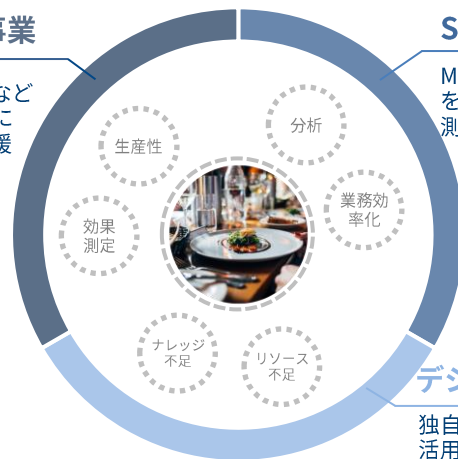 事業
など
に
援
S
M
を
測
分析
生産性
業務効
率化
効果
測定
ナレッジ
不足
リソース
不足
デジ
独自
活用